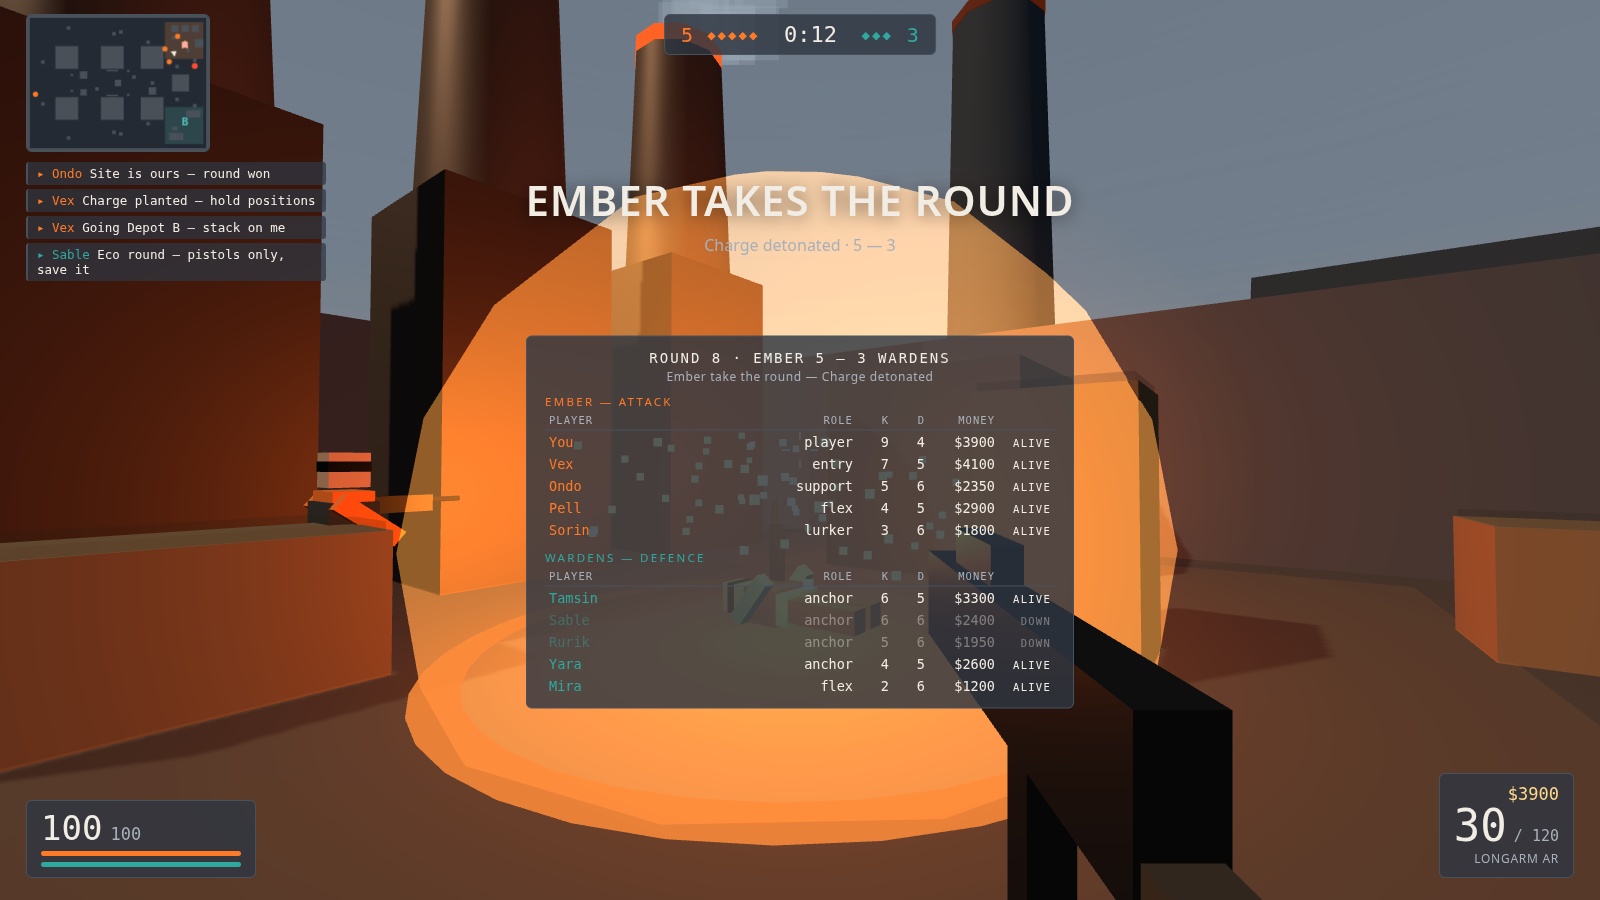 5 ◆◆◆◆◆ 0:12 ◆◆◆ 3
A
B
▸ Ondo Site is ours — round won
▸ Vex Charge planted — hold positions
▸ Vex Going Depot B — stack on me
▸ Sable Eco round — pistols only,
save it
EMBER TAKES THE ROUND
Charge detonated · 5 — 3
ROUND 8 · EMBER 5 — 3 WARDENS
Ember take the round — Charge detonated
EMBER — ATTACK
PLAYER ROLE K D MONEY
You player 9 4 $3900 ALIVE
Vex entry 7 5 $4100 ALIVE
Ondo support 5 6 $2350 ALIVE
Pell flex 4 5 $2900 ALIVE
Sorin lurker 3 6 $1800 ALIVE
WARDENS — DEFENCE
PLAYER ROLE K D MONEY
Tamsin anchor 6 5 $3300 ALIVE
Sable anchor 6 6 $2400 DOWN
Rurik anchor 5 6 $1950 DOWN
Yara anchor 4 5 $2600 ALIVE
Mira flex 2 6 $1200 ALIVE
100 100
$3900
30 / 120
LONGARM AR